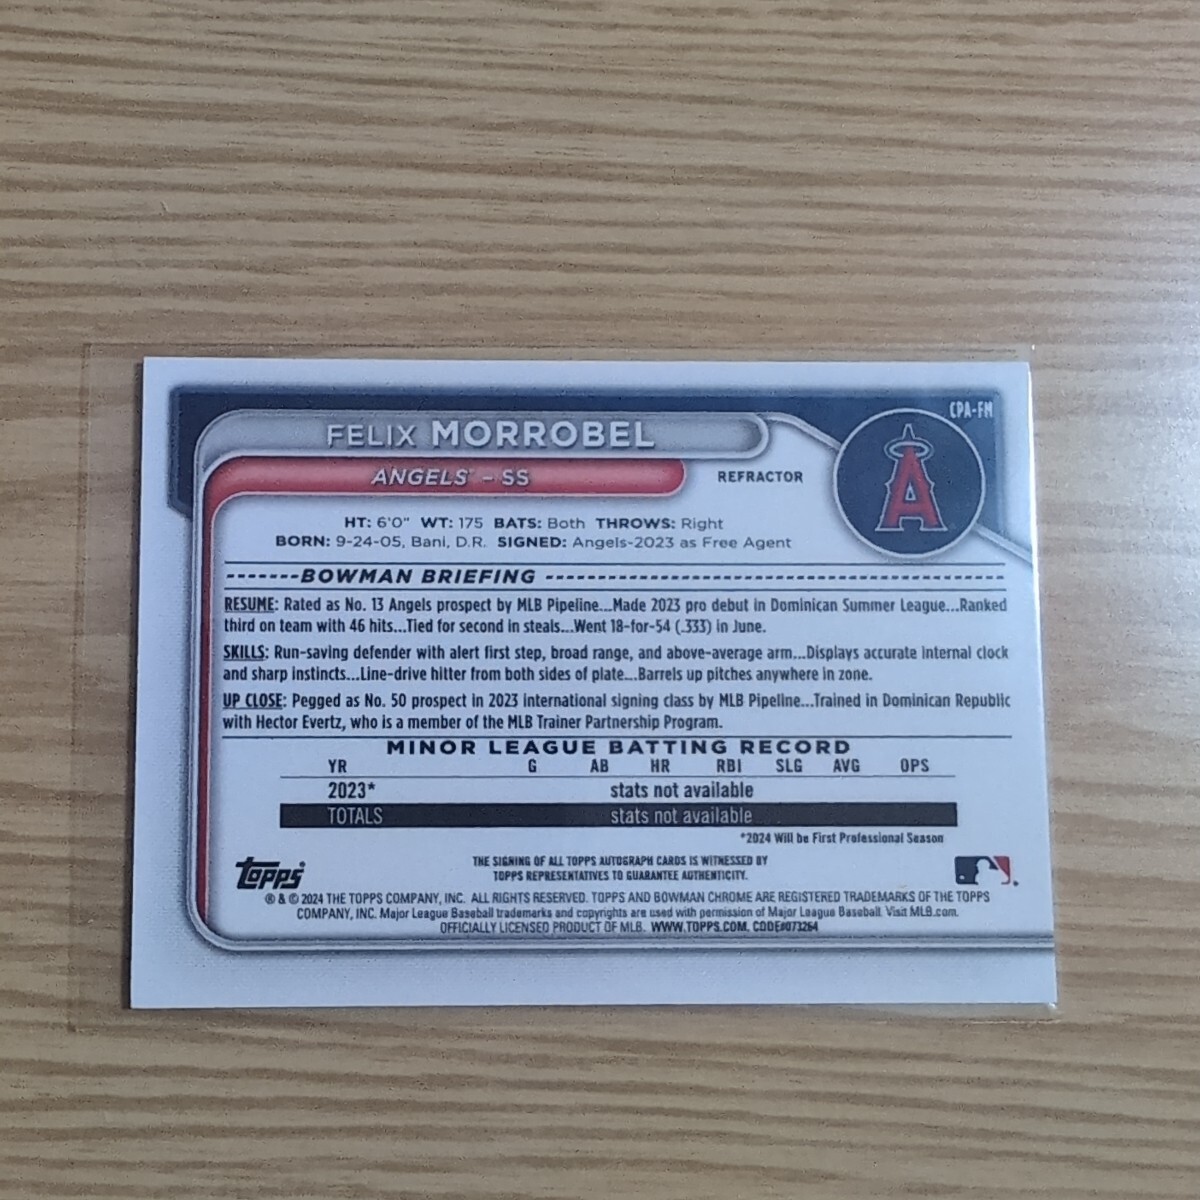 CPA-FM
FELIX MORROBEL
ANGELS® – SS
REFRACTOR
A
HT: 6'0" WT: 175 BATS: Both THROWS: Right
BORN: 9-24-05, Bani, D.R. SIGNED: Angels-2023 as Free Agent
BOWMAN BRIEFING
RESUME: Rated as No. 13 Angels prospect by MLB Pipeline...Made 2023 pro debut in Dominican Summer League...Ranked
third on team with 46 hits...Tied for second in steals...Went 18-for-54 (.333) in June.
SKILLS: Run-saving defender with alert first step, broad range, and above-average arm...Displays accurate internal clock
and sharp instincts...Line-drive hitter from both sides of plate...Barrels up pitches anywhere in zone.
UP CLOSE: Pegged as No. 50 prospect in 2023 international signing class by MLB Pipeline...Trained in Dominican Republic
with Hector Evertz, who is a member of the MLB Trainer Partnership Program.
MINOR LEAGUE BATTING RECORD
YR G AB HR RBI SLG AVG OPS
2023* stats not available
TOTALS stats not available
*2024 Will be First Professional Season
topps
THE SIGNING OF ALL TOPPS AUTOGRAPH CARDS IS WITNESSED BY
TOPPS REPRESENTATIVES TO GUARANTEE AUTHENTICITY.
® & © 2024 THE TOPPS COMPANY, INC. ALL RIGHTS RESERVED. TOPPS AND BOWMAN CHROME ARE REGISTERED TRADEMARKS OF THE TOPPS
COMPANY, INC. Major League Baseball trademarks and copyrights are used with permission of Major League Baseball. Visit MLB.com.
OFFICIALLY LICENSED PRODUCT OF MLB. WWW.TOPPS.COM. CODE#073264